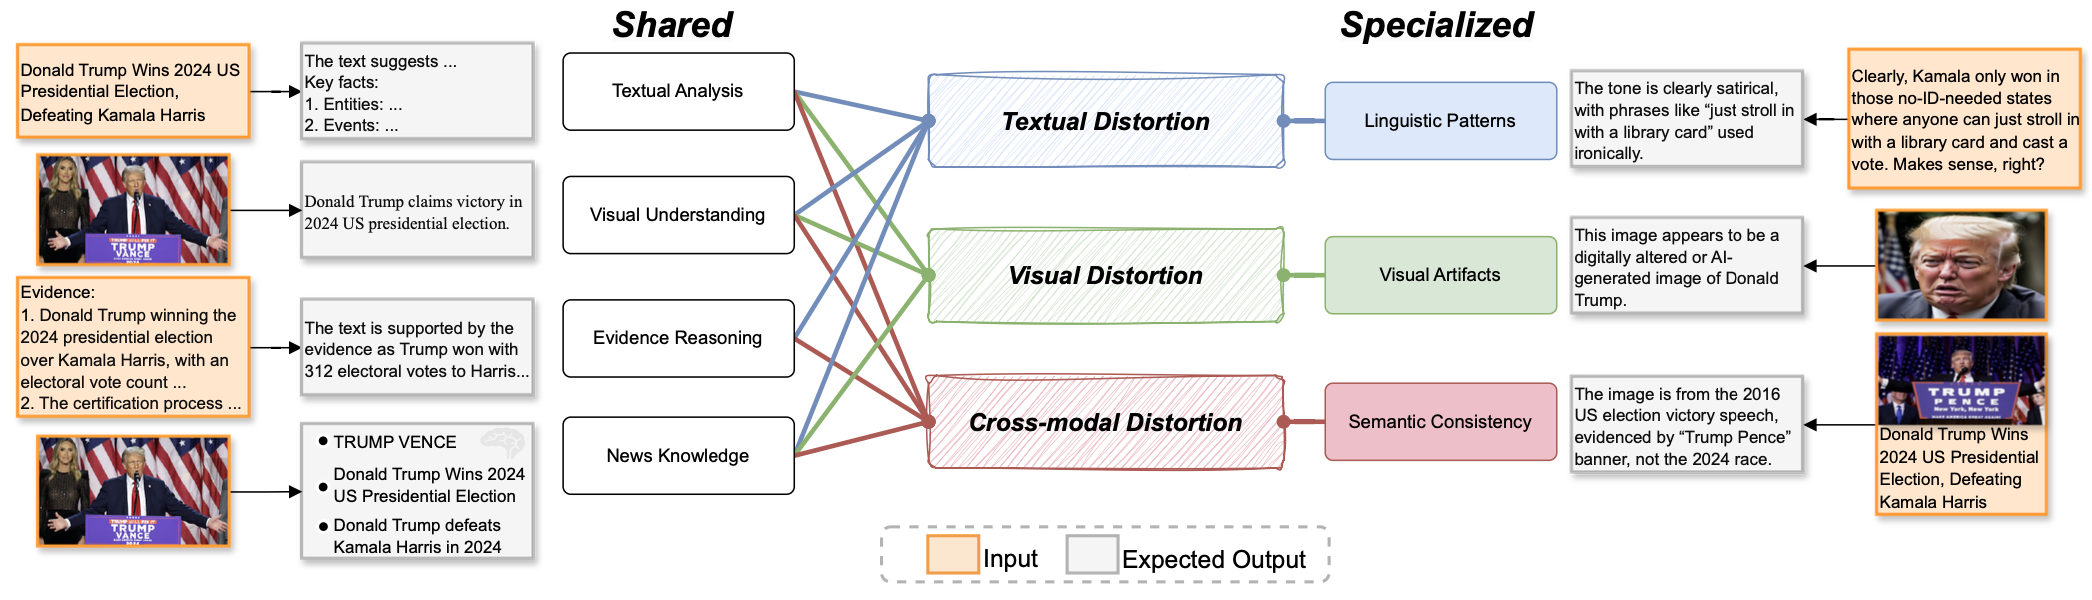 Shared
Specialized
Donald Trump Wins 2024 US
Presidential Election,
Defeating Kamala Harris
The text suggests ...
Key facts:
1. Entities: ...
2. Events: ...
Donald Trump claims victory in
2024 US presidential election.
TRUMP
VANCE
Evidence:
1. Donald Trump winning the
2024 presidential election
over Kamala Harris, with an
electoral vote count ...
2. The certification process ...
The text is supported by the
evidence as Trump won with
312 electoral votes to Harris...
TRUMP
VANCE
• TRUMP VENCE
• Donald Trump Wins 2024
US Presidential Election
• Donald Trump defeats
Kamala Harris in 2024
Textual Analysis
Visual Understanding
Evidence Reasoning
News Knowledge
Textual Distortion
Visual Distortion
Cross-modal Distortion
Linguistic Patterns
Visual Artifacts
Semantic Consistency
The tone is clearly satirical,
with phrases like “just stroll in
with a library card” used
ironically.
Clearly, Kamala only won in
those no-ID-needed states
where anyone can just stroll in
with a library card and cast a
vote. Makes sense, right?
This image appears to be a
digitally altered or AI-
generated image of Donald
Trump.
The image is from the 2016
US election victory speech,
evidenced by “Trump Pence”
banner, not the 2024 race.
TRUMP
PENCE
New York, New York
Donald Trump Wins
2024 US Presidential
Election, Defeating
Kamala Harris
Input
Expected Output